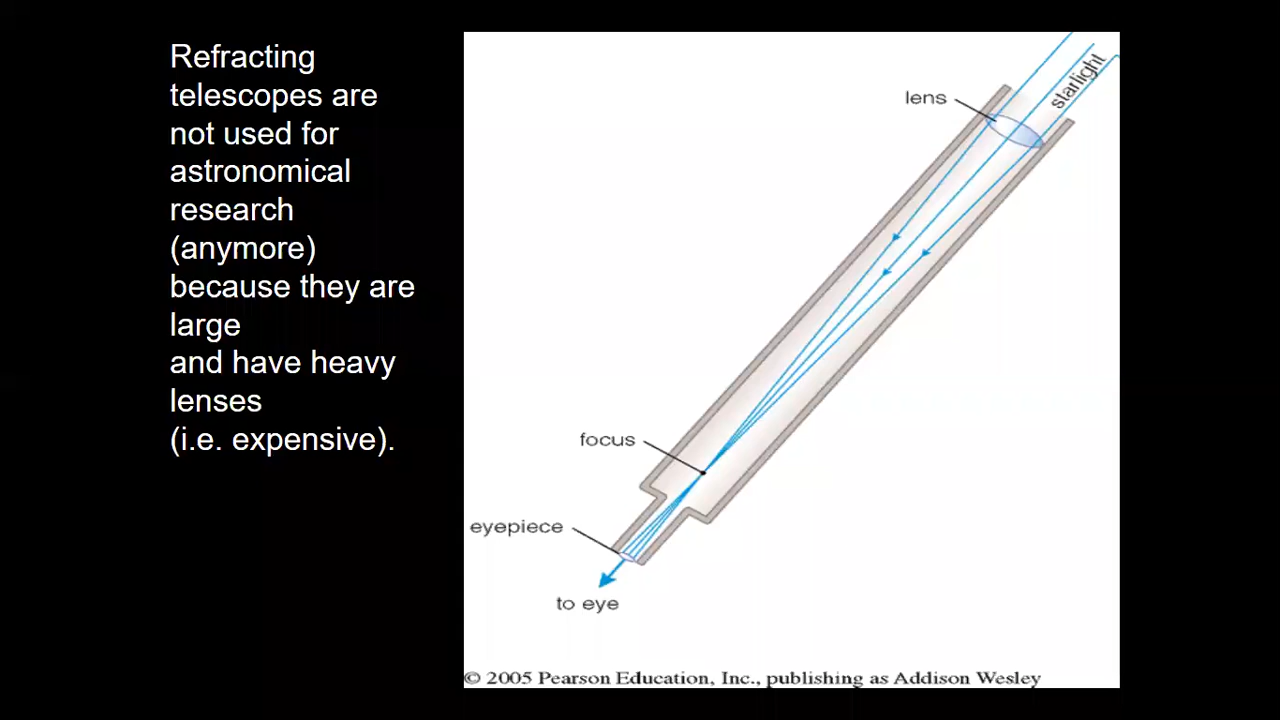 Refracting
telescopes are
not used for
astronomical
research
(anymore)
because they are
large
and have heavy
lenses
(i.e. expensive).
lens
starlight
focus
eyepiece
to eye
© 2005 Pearson Education, Inc., publishing as Addison Wesley